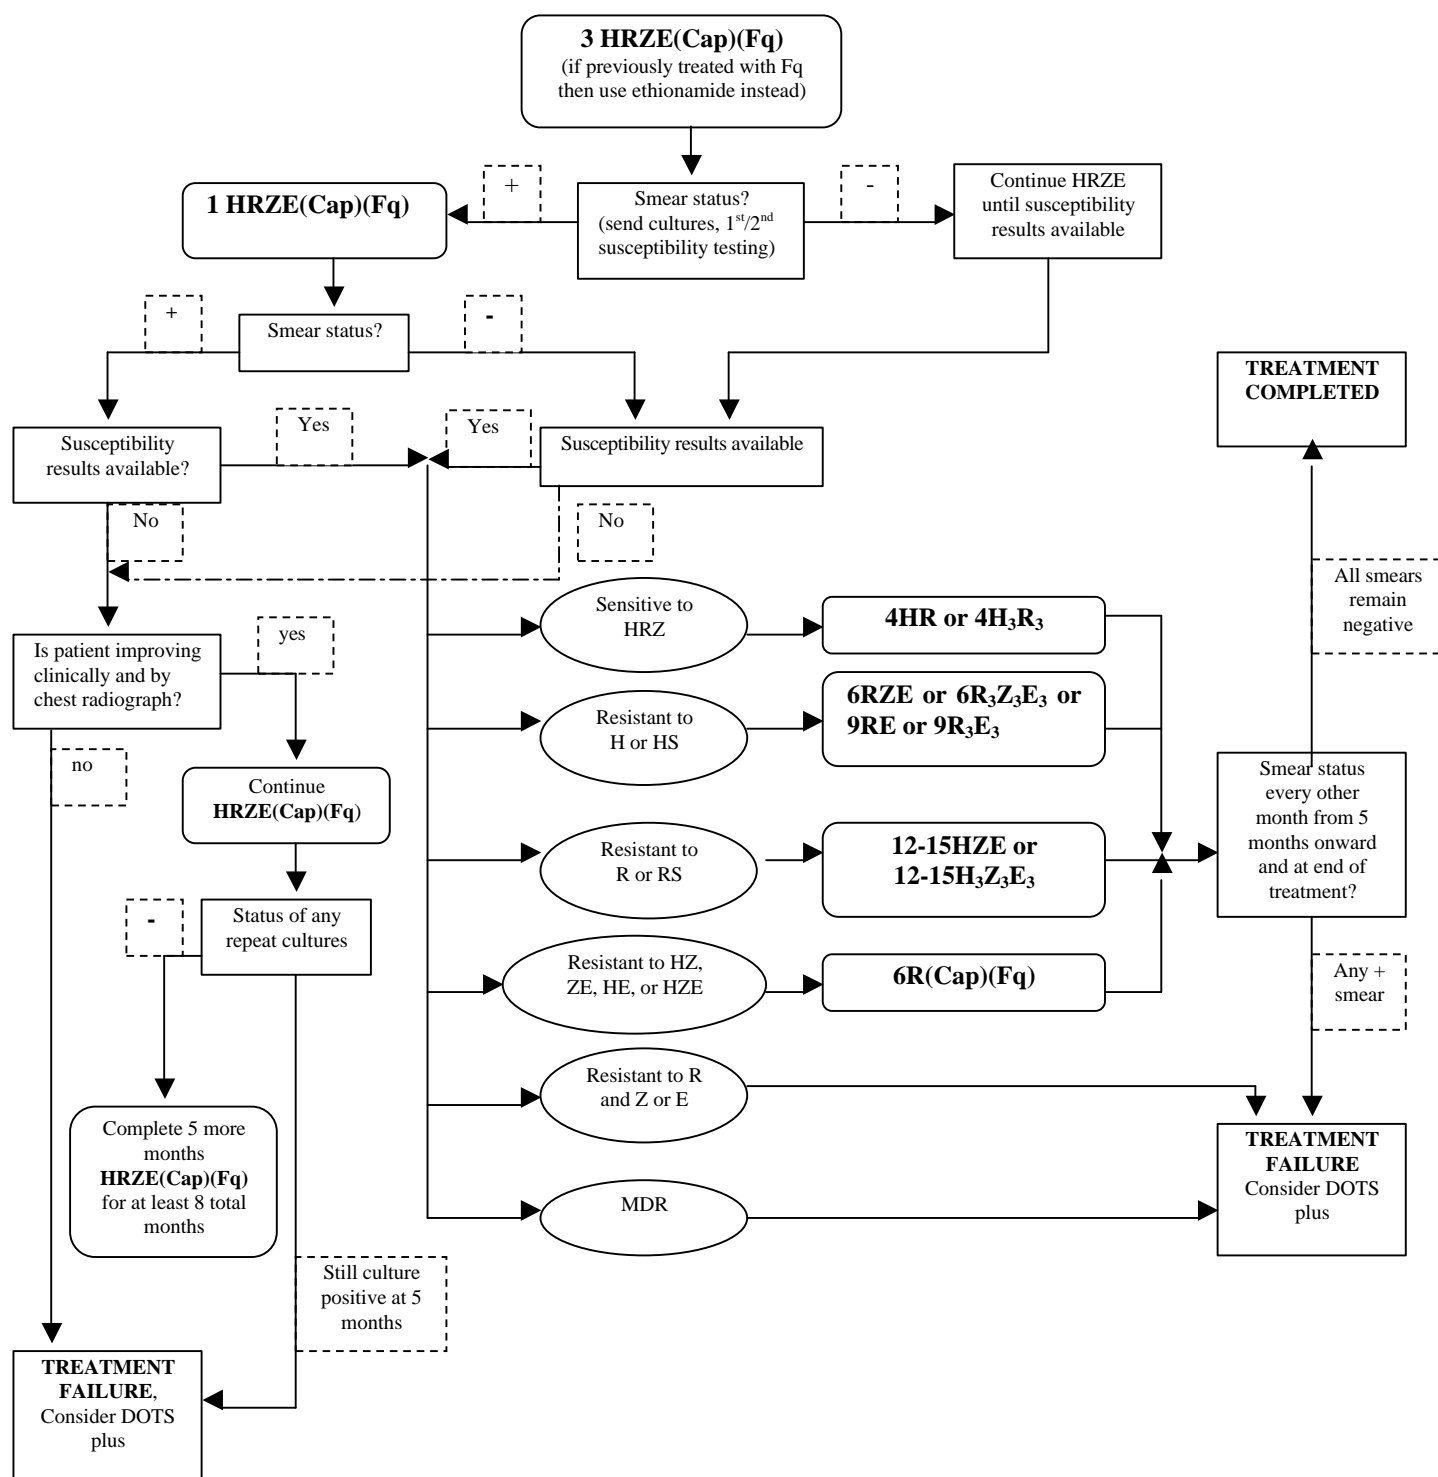 3 HRZE(Cap)(Fq)
(if previously treated with Fq
then use ethionamide instead)
+
-
1 HRZE(Cap)(Fq)
Smear status?
(send cultures, 1st/2nd
susceptibility testing)
Continue HRZE
until susceptibility
results available
+
Smear status?
-
TREATMENT
COMPLETED
Susceptibility
results available?
Yes
Yes
Susceptibility results available
No
No
All smears
remain
negative
Sensitive to
HRZ
4HR or 4H₃R₃
Is patient improving
clinically and by
chest radiograph?
yes
no
Resistant to
H or HS
6RZE or 6R₃Z₃E₃ or
9RE or 9R₃E₃
Continue
HRZE(Cap)(Fq)
Smear status
every other
month from 5
months onward
and at end of
treatment?
Resistant to
R or RS
12-15HZE or
12-15H₃Z₃E₃
-
Status of any
repeat cultures
Resistant to HZ,
ZE, HE, or HZE
6R(Cap)(Fq)
Any +
smear
Resistant to R
and Z or E
Complete 5 more
months
HRZE(Cap)(Fq)
for at least 8 total
months
TREATMENT
FAILURE
Consider DOTS
plus
MDR
Still culture
positive at 5
months
TREATMENT
FAILURE,
Consider DOTS
plus